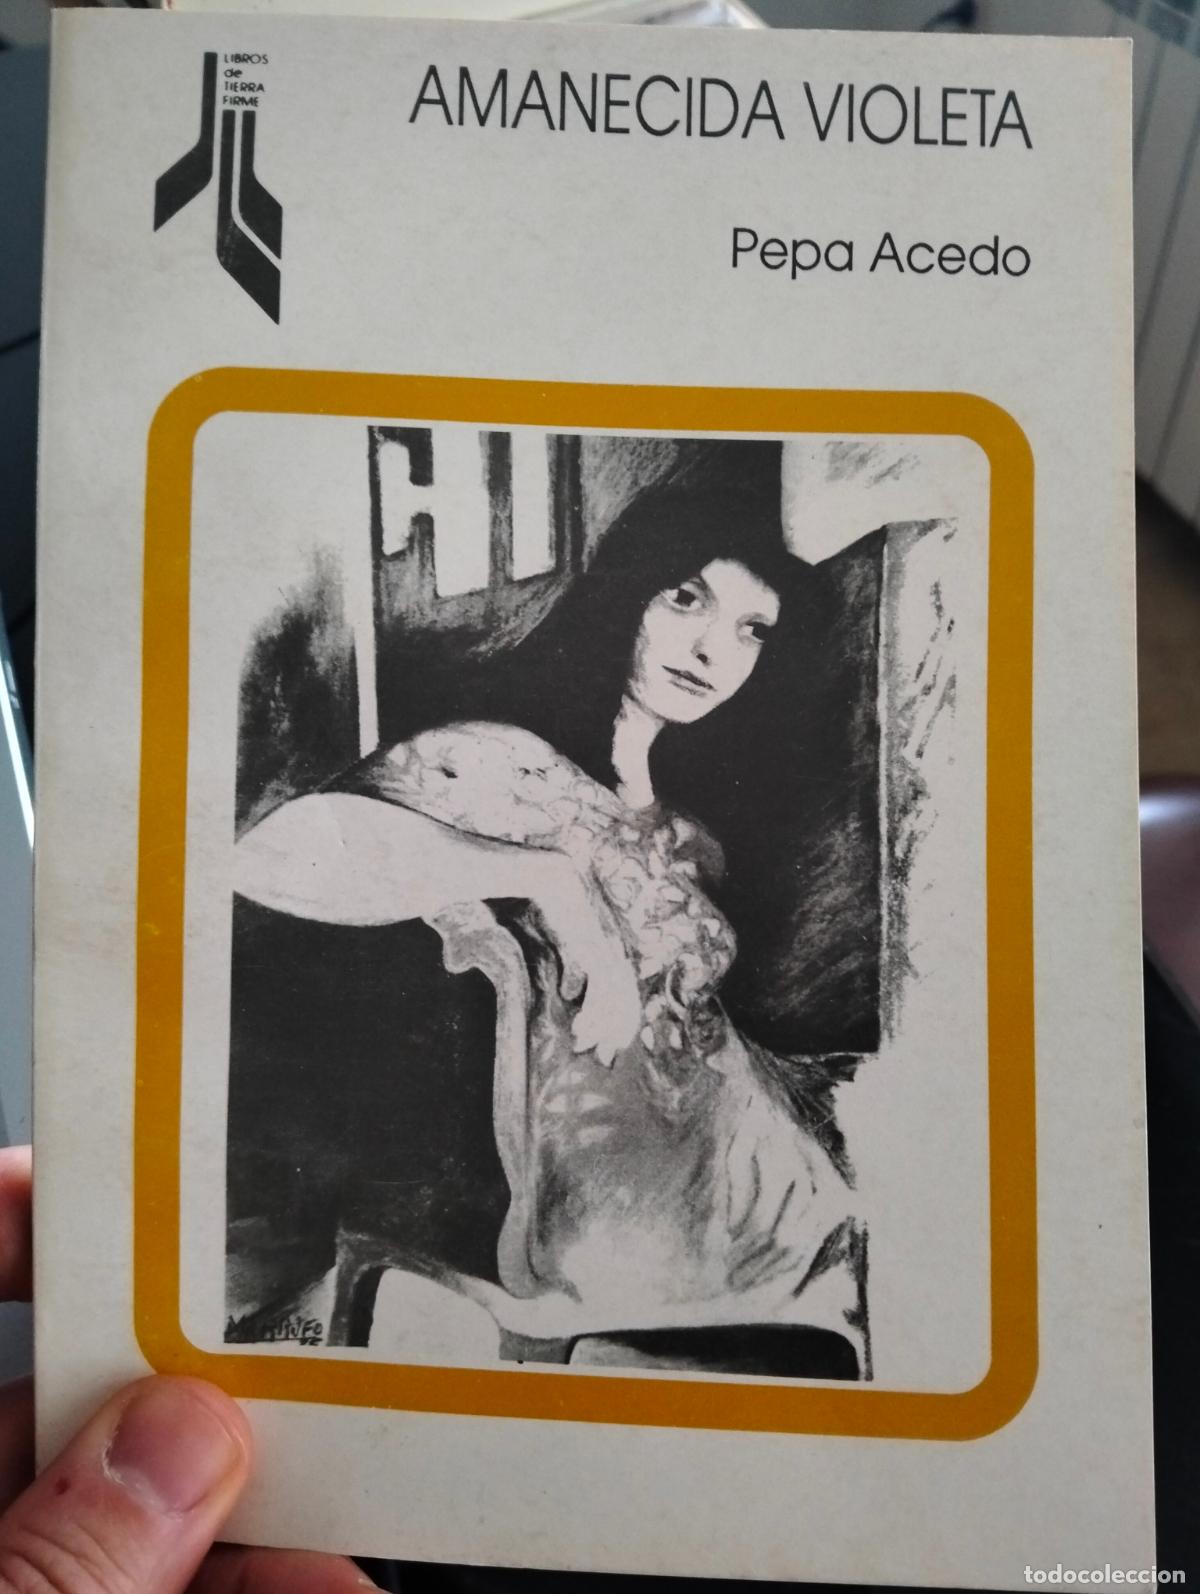 LIBROS
de
TIERRA
FIRME
AMANECIDA VIOLETA
Pepa Acedo
todocoleccion